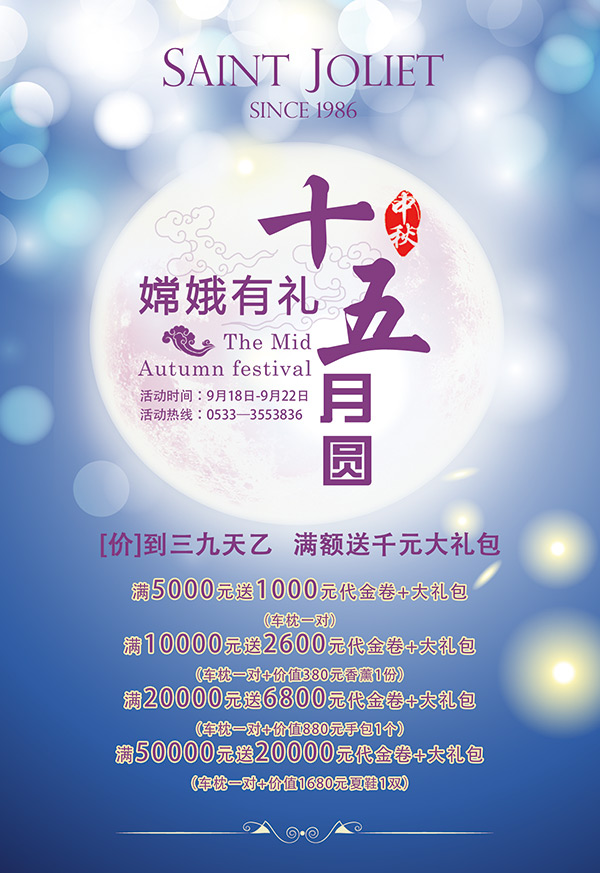 SAINT JOLIET
SINCE 1986
十五月圆
中秋
嫦娥有礼
The Mid
Autumn festival
活动时间：9月18日-9月22日
活动热线：0533—3553836
[价]到三九天乙 满额送千元大礼包
满5000元送1000元代金卷+大礼包
（车枕一对）
满10000元送2600元代金卷+大礼包
（车枕一对+价值380元香薰1份）
满20000元送6800元代金卷+大礼包
（车枕一对+价值880元手包1个）
满50000元送20000元代金卷+大礼包
（车枕一对+价值1680元夏鞋1双）